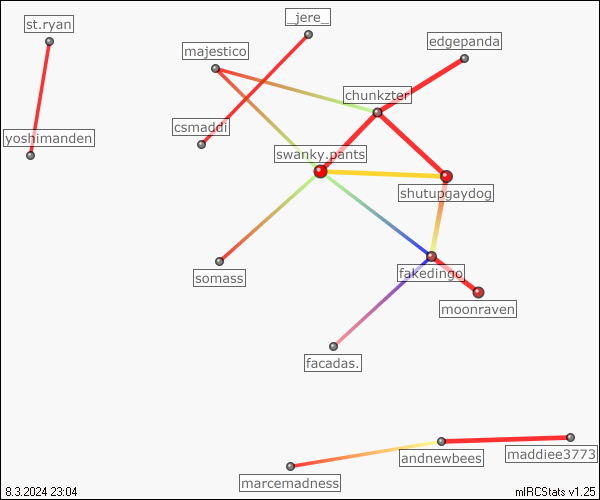 st.ryan
_jere_
majestico
edgepanda
chunkzter
csmaddi
yoshimanden
swanky.pants
shutupgaydog
somass
fakedingo
moonraven
facadas.
andnewbees
maddiee3773
marcemadness
8.3.2024 23:04
mIRCStats v1.25